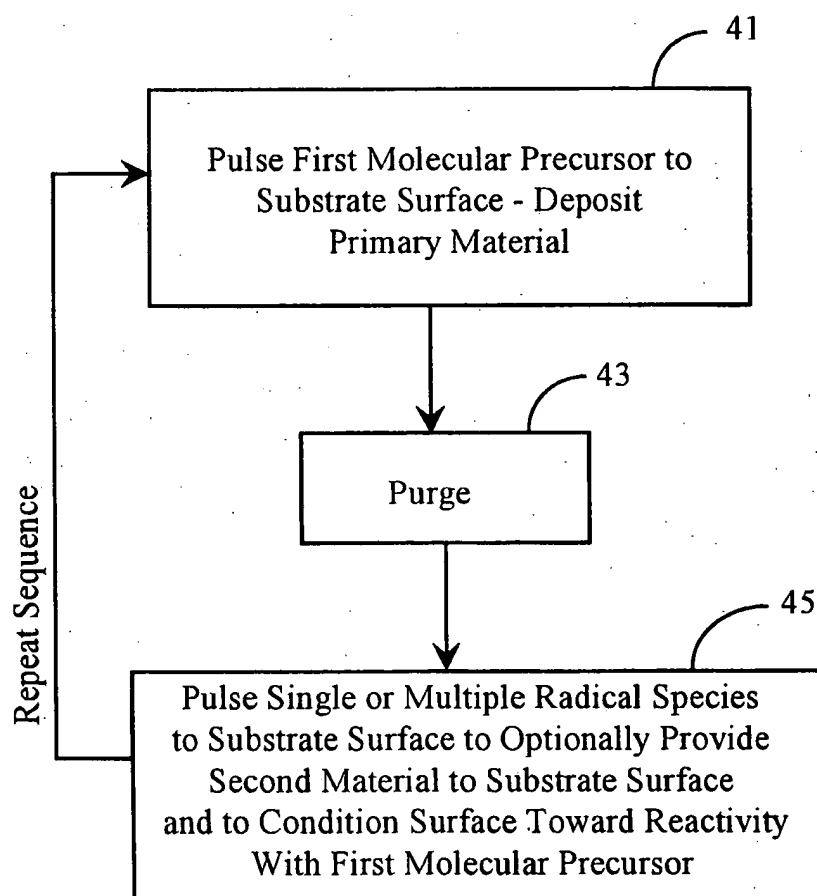 41
Pulse First Molecular Precursor to
Substrate Surface - Deposit
Primary Material
43
Purge
Repeat Sequence
45
Pulse Single or Multiple Radical Species
to Substrate Surface to Optionally Provide
Second Material to Substrate Surface
and to Condition Surface Toward Reactivity
With First Molecular Precursor